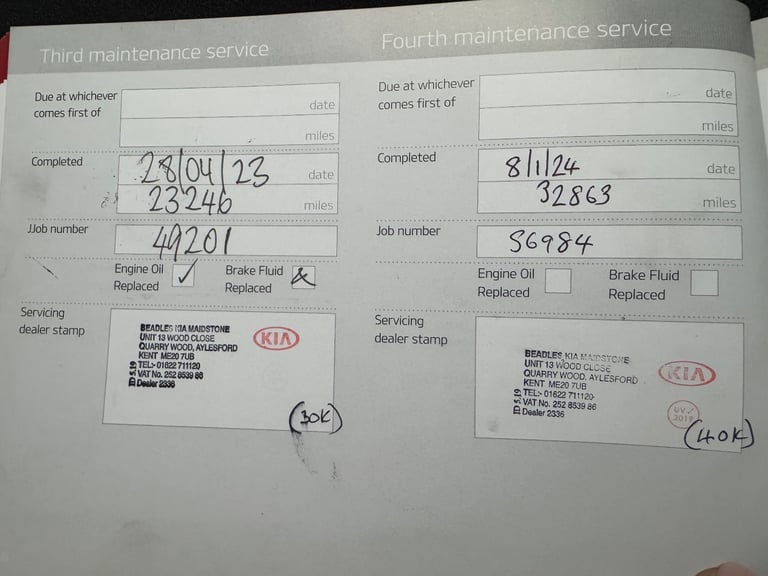 Third maintenance service
Due at whichever
comes first of
date
miles
Completed
28/04/23
date
23246
miles
Job number
49201
Engine Oil
Replaced
✓
Brake Fluid
Replaced
Servicing
dealer stamp
BEADLES KIA MAIDSTONE
UNIT 13 WOOD CLOSE
QUARRY WOOD, AYLESFORD
KENT ME20 7UB
TEL:- 01622 711120
VAT No. 252 8539 86
Dealer 2336
KIA
(30K)
Fourth maintenance service
Due at whichever
comes first of
date
miles
Completed
8/1/24
date
32863
miles
Job number
56984
Engine Oil
Replaced
Brake Fluid
Replaced
Servicing
dealer stamp
BEADLES KIA MAIDSTONE
UNIT 13 WOOD CLOSE
QUARRY WOOD, AYLESFORD
KENT ME20 7UB
TEL:- 01622 711120
VAT No. 252 8539 86
Dealer 2336
KIA
UV✓
2019
(40K)